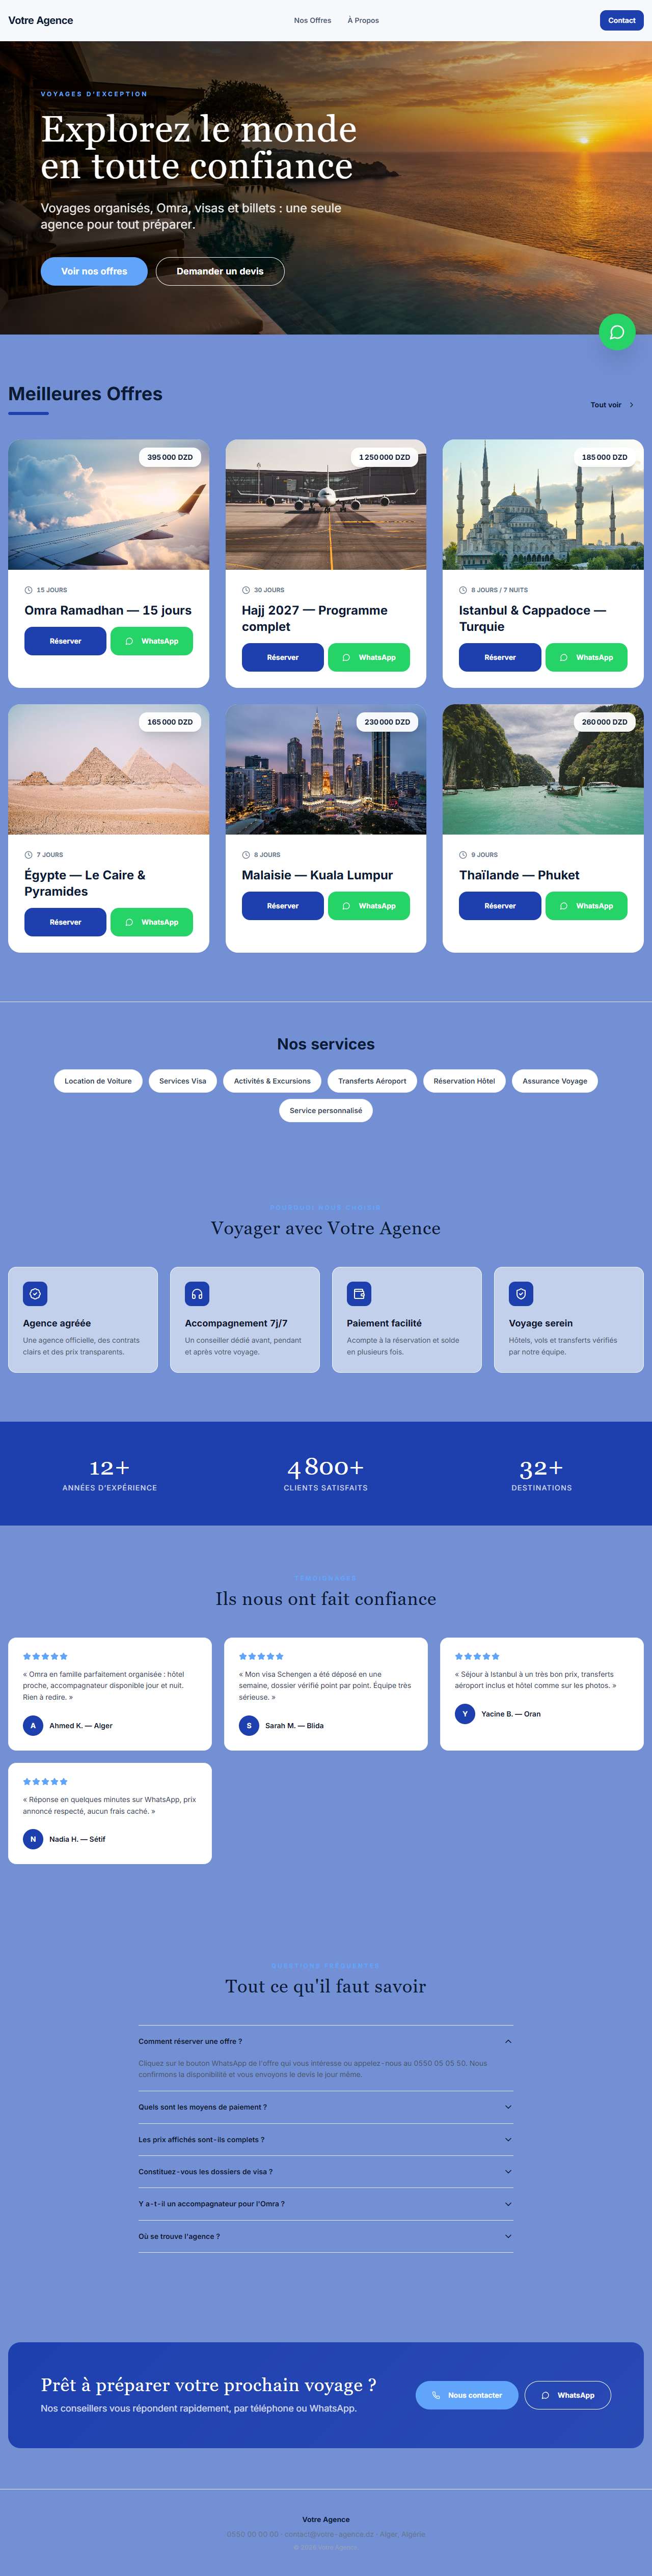 Votre Agence
Nos Offres
À Propos
Contact
VOYAGES D'EXCEPTION
Explorez le monde
en toute confiance
Voyages organisés, Omra, visas et billets : une seule
agence pour tout préparer.
Voir nos offres
Demander un devis
Meilleures Offres
Tout voir
395 000 DZD
15 JOURS
Omra Ramadhan — 15 jours
Réserver
WhatsApp
1 250 000 DZD
30 JOURS
Hajj 2027 — Programme
complet
Réserver
WhatsApp
185 000 DZD
8 JOURS / 7 NUITS
Istanbul & Cappadoce —
Turquie
Réserver
WhatsApp
165 000 DZD
7 JOURS
Égypte — Le Caire &
Pyramides
Réserver
WhatsApp
230 000 DZD
8 JOURS
Malaisie — Kuala Lumpur
Réserver
WhatsApp
260 000 DZD
9 JOURS
Thaïlande — Phuket
Réserver
WhatsApp
Nos services
Location de Voiture
Services Visa
Activités & Excursions
Transferts Aéroport
Réservation Hôtel
Assurance Voyage
Service personnalisé
POURQUOI NOUS CHOISIR
Voyager avec Votre Agence
Agence agréée
Une agence officielle, des contrats
clairs et des prix transparents.
Accompagnement 7j/7
Un conseiller dédié avant, pendant
et après votre voyage.
Paiement facilité
Acompte à la réservation et solde
en plusieurs fois.
Voyage serein
Hôtels, vols et transferts vérifiés
par notre équipe.
12+
ANNÉES D'EXPÉRIENCE
4 800+
CLIENTS SATISFAITS
32+
DESTINATIONS
TÉMOIGNAGES
Ils nous ont fait confiance
« Omra en famille parfaitement organisée : hôtel
proche, accompagnateur disponible jour et nuit.
Rien à redire. »
A
Ahmed K. — Alger
« Mon visa Schengen a été déposé en une
semaine, dossier vérifié point par point. Équipe très
sérieuse. »
S
Sarah M. — Blida
« Séjour à Istanbul à un très bon prix, transferts
aéroport inclus et hôtel comme sur les photos. »
Y
Yacine B. — Oran
« Réponse en quelques minutes sur WhatsApp, prix
annoncé respecté, aucun frais caché. »
N
Nadia H. — Sétif
QUESTIONS FRÉQUENTES
Tout ce qu'il faut savoir
Comment réserver une offre ?
Cliquez sur le bouton WhatsApp de l'offre qui vous intéresse ou appelez-nous au 0550 05 05 50. Nous
confirmons la disponibilité et vous envoyons le devis le jour même.
Quels sont les moyens de paiement ?
Les prix affichés sont-ils complets ?
Constituez-vous les dossiers de visa ?
Y a-t-il un accompagnateur pour l'Omra ?
Où se trouve l'agence ?
Prêt à préparer votre prochain voyage ?
Nos conseillers vous répondent rapidement, par téléphone ou WhatsApp.
Nous contacter
WhatsApp
Votre Agence